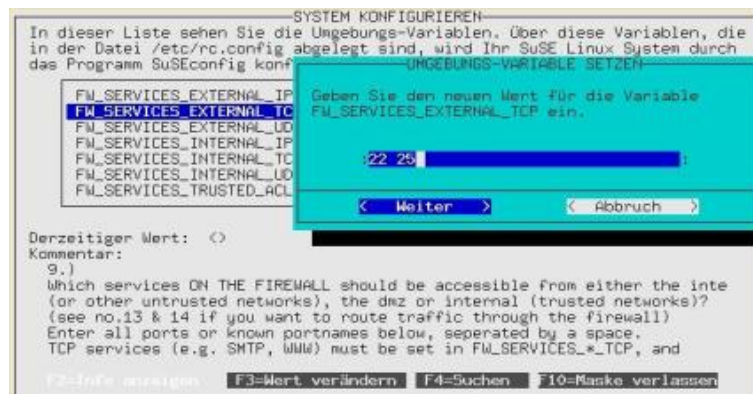 SYSTEM KONFIGURIEREN
In dieser Liste sehen Sie die Umgebungs-Variablen. Über diese Variablen, die
in der Datei /etc/rc.config abgelegt sind, wird Ihr SuSE Linux System durch
das Programm SuSEconfig konf
UMGEBUNGS-VARIABLE SETZEN
FW_SERVICES_EXTERNAL_IP
FW_SERVICES_EXTERNAL_TC
FW_SERVICES_EXTERNAL_UD
FW_SERVICES_INTERNAL_IP
FW_SERVICES_INTERNAL_TC
FW_SERVICES_INTERNAL_UD
FW_SERVICES_TRUSTED_ACL
Geben Sie den neuen Wert für die Variable
FW_SERVICES_EXTERNAL_TCP ein.
:22 25 :
< Weiter > < Abbruch >
Derzeitiger Wert: <>
Kommentar:
9.)
Which services ON THE FIREWALL should be accessible from either the inte
(or other untrusted networks), the dmz or internal (trusted networks)?
(see no.13 & 14 if you want to route traffic through the firewall)
Enter all ports or known portnames below, seperated by a space.
TCP services (e.g. SMTP, WWW) must be set in FW_SERVICES_*_TCP, and
F2=Info anzeigen F3=Wert verändern F4=Suchen F10=Maske verlassen